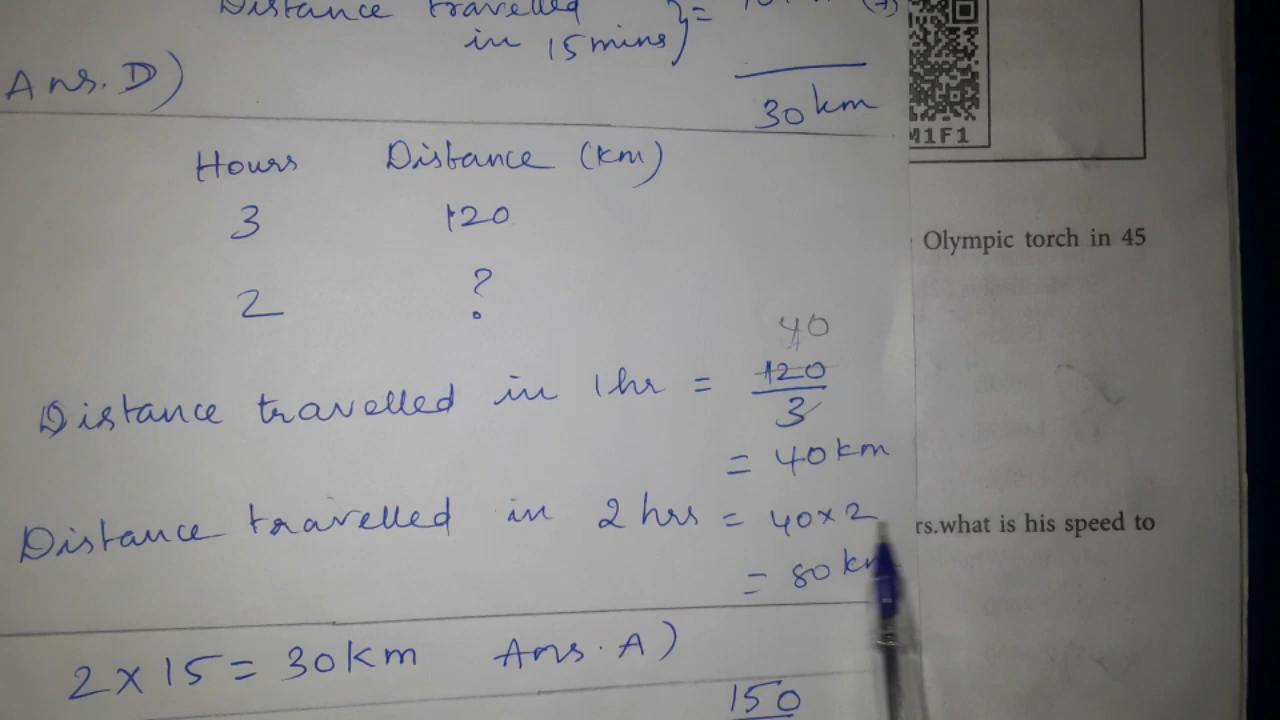 Distance travelled
in 15 mins} =
Ans. D)
30 km
M1F1
Hours Distance (km)
3 120
2 ?
Olympic torch in 45
40
Distance travelled in 1 hr = 120/3
= 40 km
Distance travelled in 2 hrs = 40 x 2
rs.what is his speed to
= 80 km
2 x 15 = 30 km Ans. A)
150